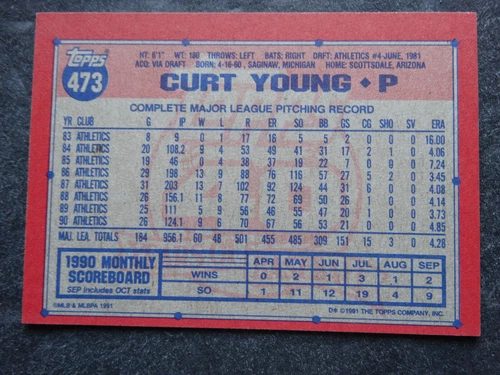 Topps
473
HT: 6'1" WT: 180 THROWS: LEFT BATS: RIGHT DRAFT: ATHLETICS #4-JUNE, 1981
ACQ: VIA DRAFT BORN: 4-16-60, SAGINAW, MICHIGAN HOME: SCOTTSDALE, ARIZONA
CURT YOUNG • P
COMPLETE MAJOR LEAGUE PITCHING RECORD
YR CLUB G IP W L R ER SO BB GS CG SHO SV ERA
83 ATHLETICS 8 9 0 1 17 16 5 5 2 0 0 0 16.00
84 ATHLETICS 20 108.2 9 4 53 49 41 31 17 2 1 0 4.06
85 ATHLETICS 19 46 0 4 38 37 19 22 7 0 0 0 7.24
86 ATHLETICS 29 198 13 9 88 76 116 57 27 5 2 0 3.45
87 ATHLETICS 31 203 13 7 102 92 124 44 31 6 0 0 4.08
88 ATHLETICS 26 156.1 11 8 77 72 69 50 26 1 0 0 4.14
89 ATHLETICS 25 111 5 9 56 46 55 47 20 1 0 0 3.73
90 ATHLETICS 26 124.1 9 6 70 67 56 53 21 0 0 0 4.85
MAJ. LEA. TOTALS 184 956.1 60 48 501 455 485 309 151 15 3 0 4.28
1990 MONTHLY SCOREBOARD APR MAY JUN JUL AUG SEP
WINS 0 2 1 3 1 2
SEP includes OCT stats SO 1 11 12 19 4 9
©MLB & MLBPA 1991 D* ©1991 THE TOPPS COMPANY, INC.